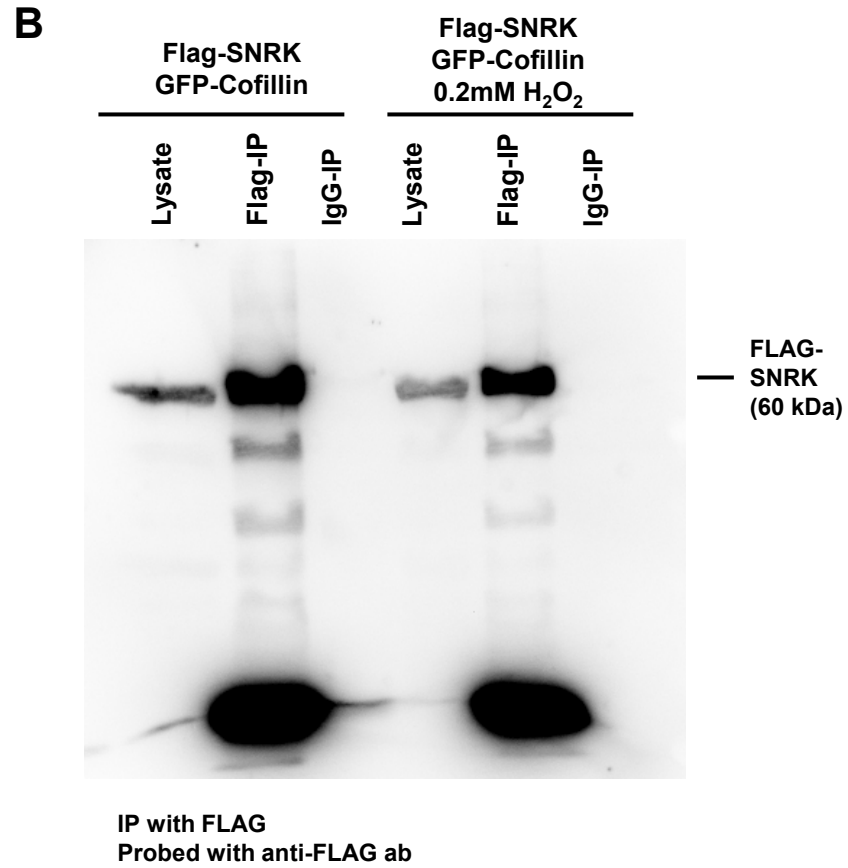 B
Flag-SNRK
GFP-Cofillin
Flag-SNRK
GFP-Cofillin
0.2mM H₂O₂
Lysate
Flag-IP
IgG-IP
Lysate
Flag-IP
IgG-IP
FLAG-
SNRK
(60 kDa)
IP with FLAG
Probed with anti-FLAG ab